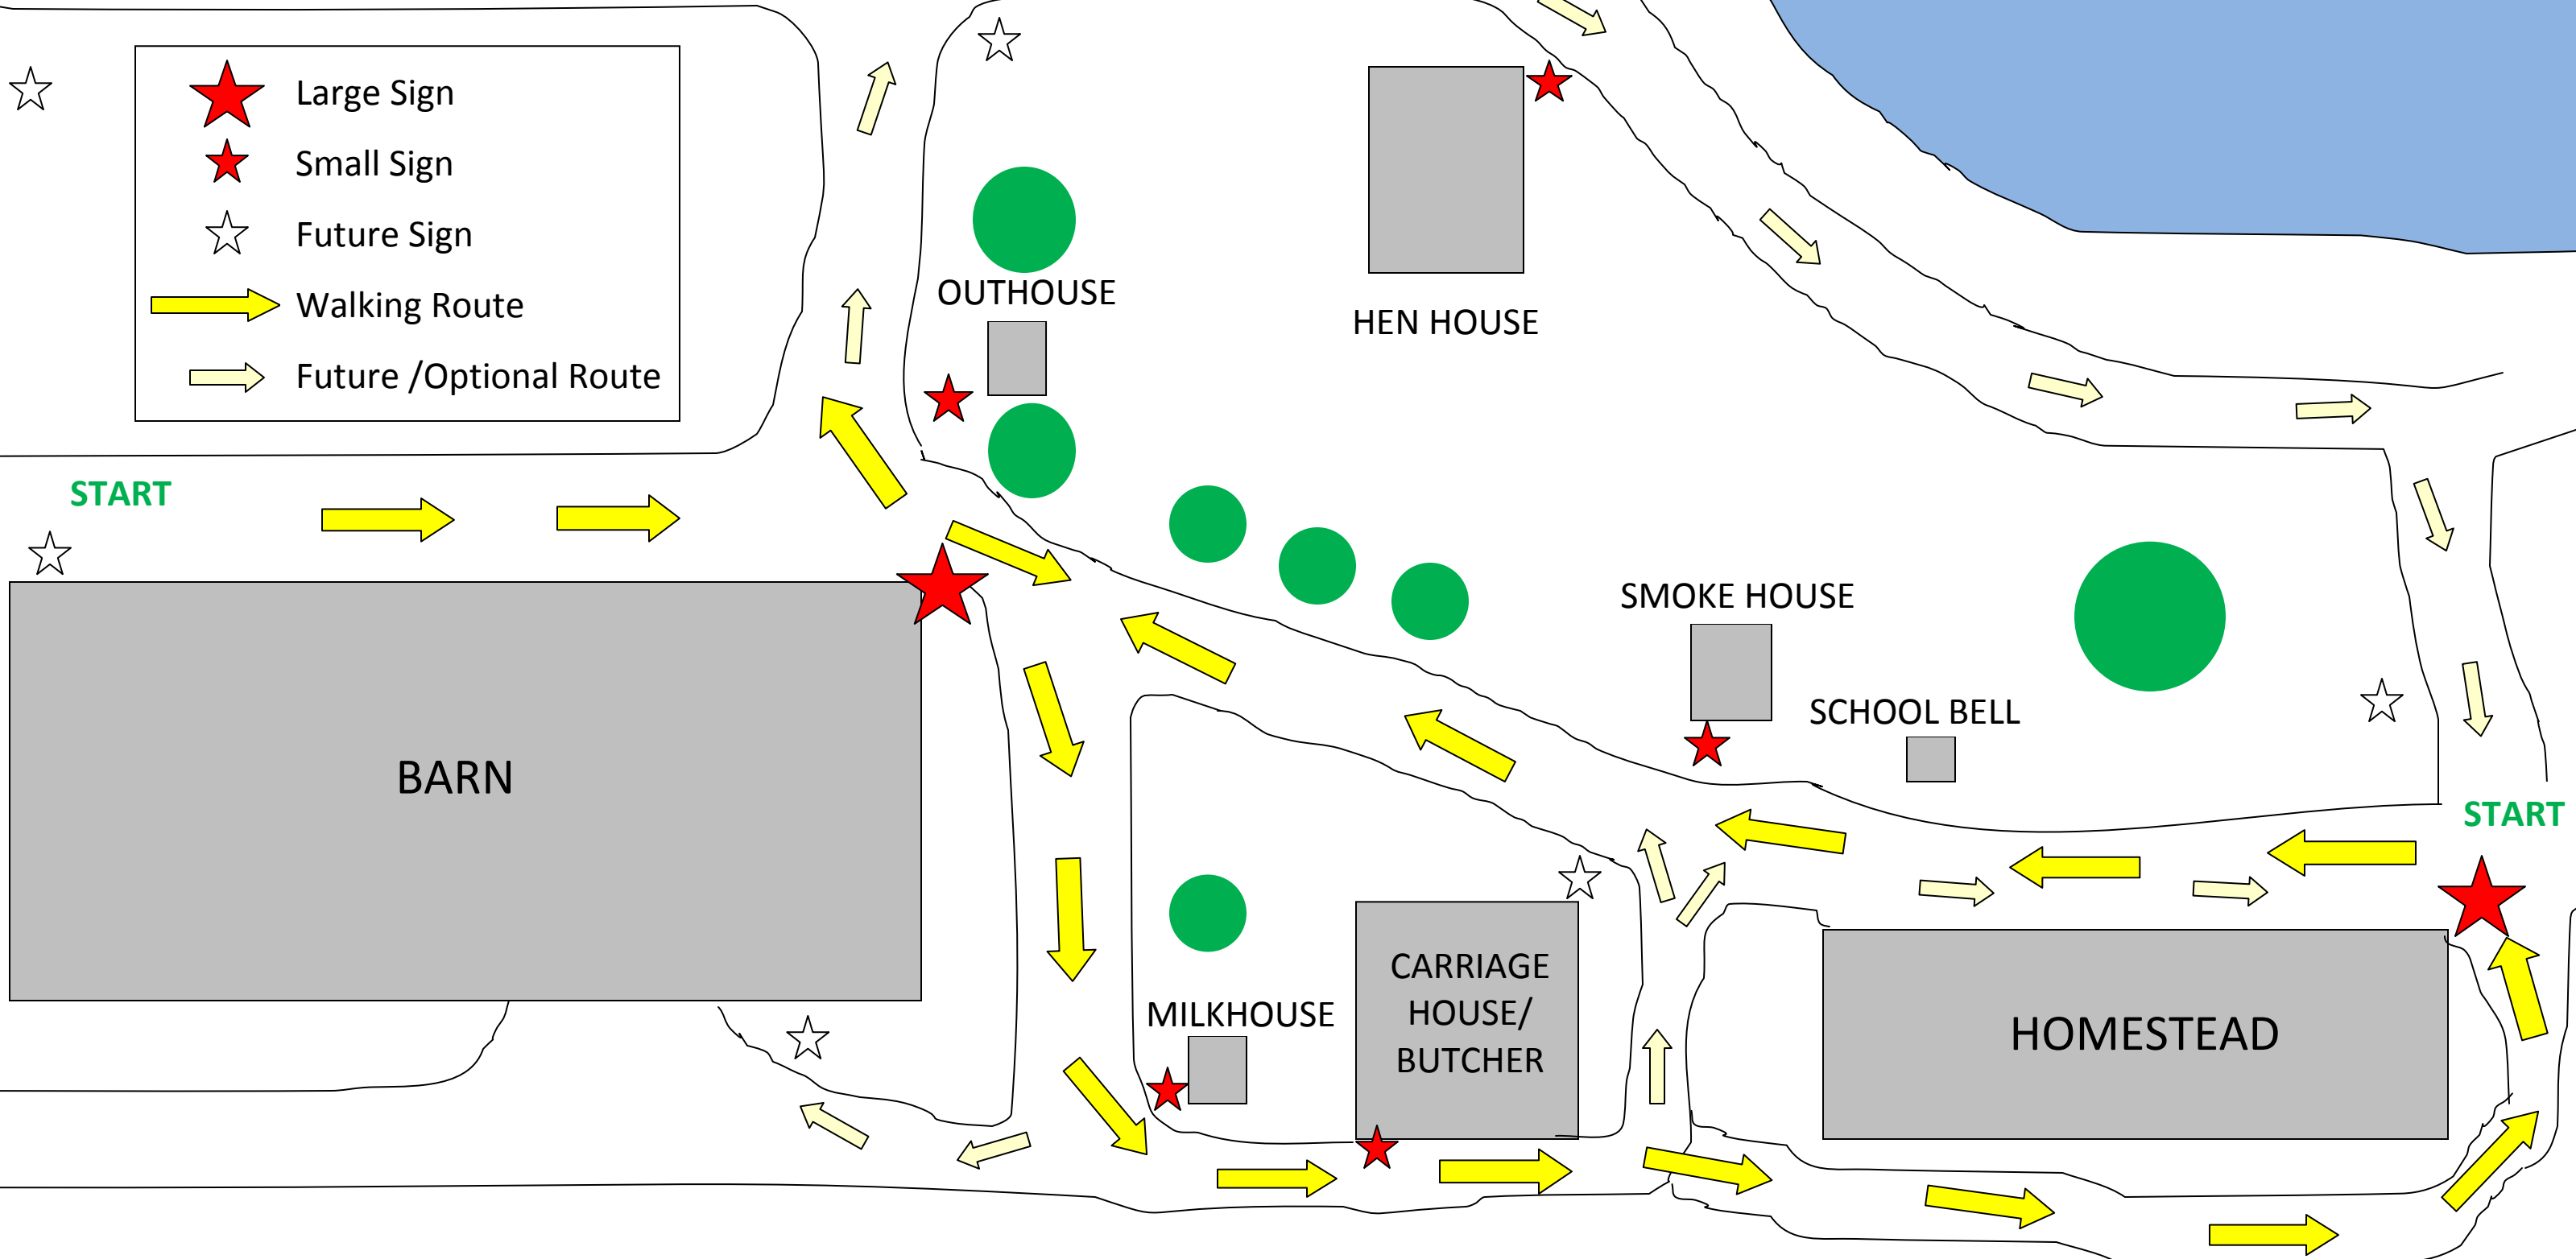 Large Sign
Small Sign
Future Sign
Walking Route
Future /Optional Route
OUTHOUSE
HEN HOUSE
START
SMOKE HOUSE
SCHOOL BELL
BARN
START
MILKHOUSE
CARRIAGE
HOUSE/
BUTCHER
HOMESTEAD